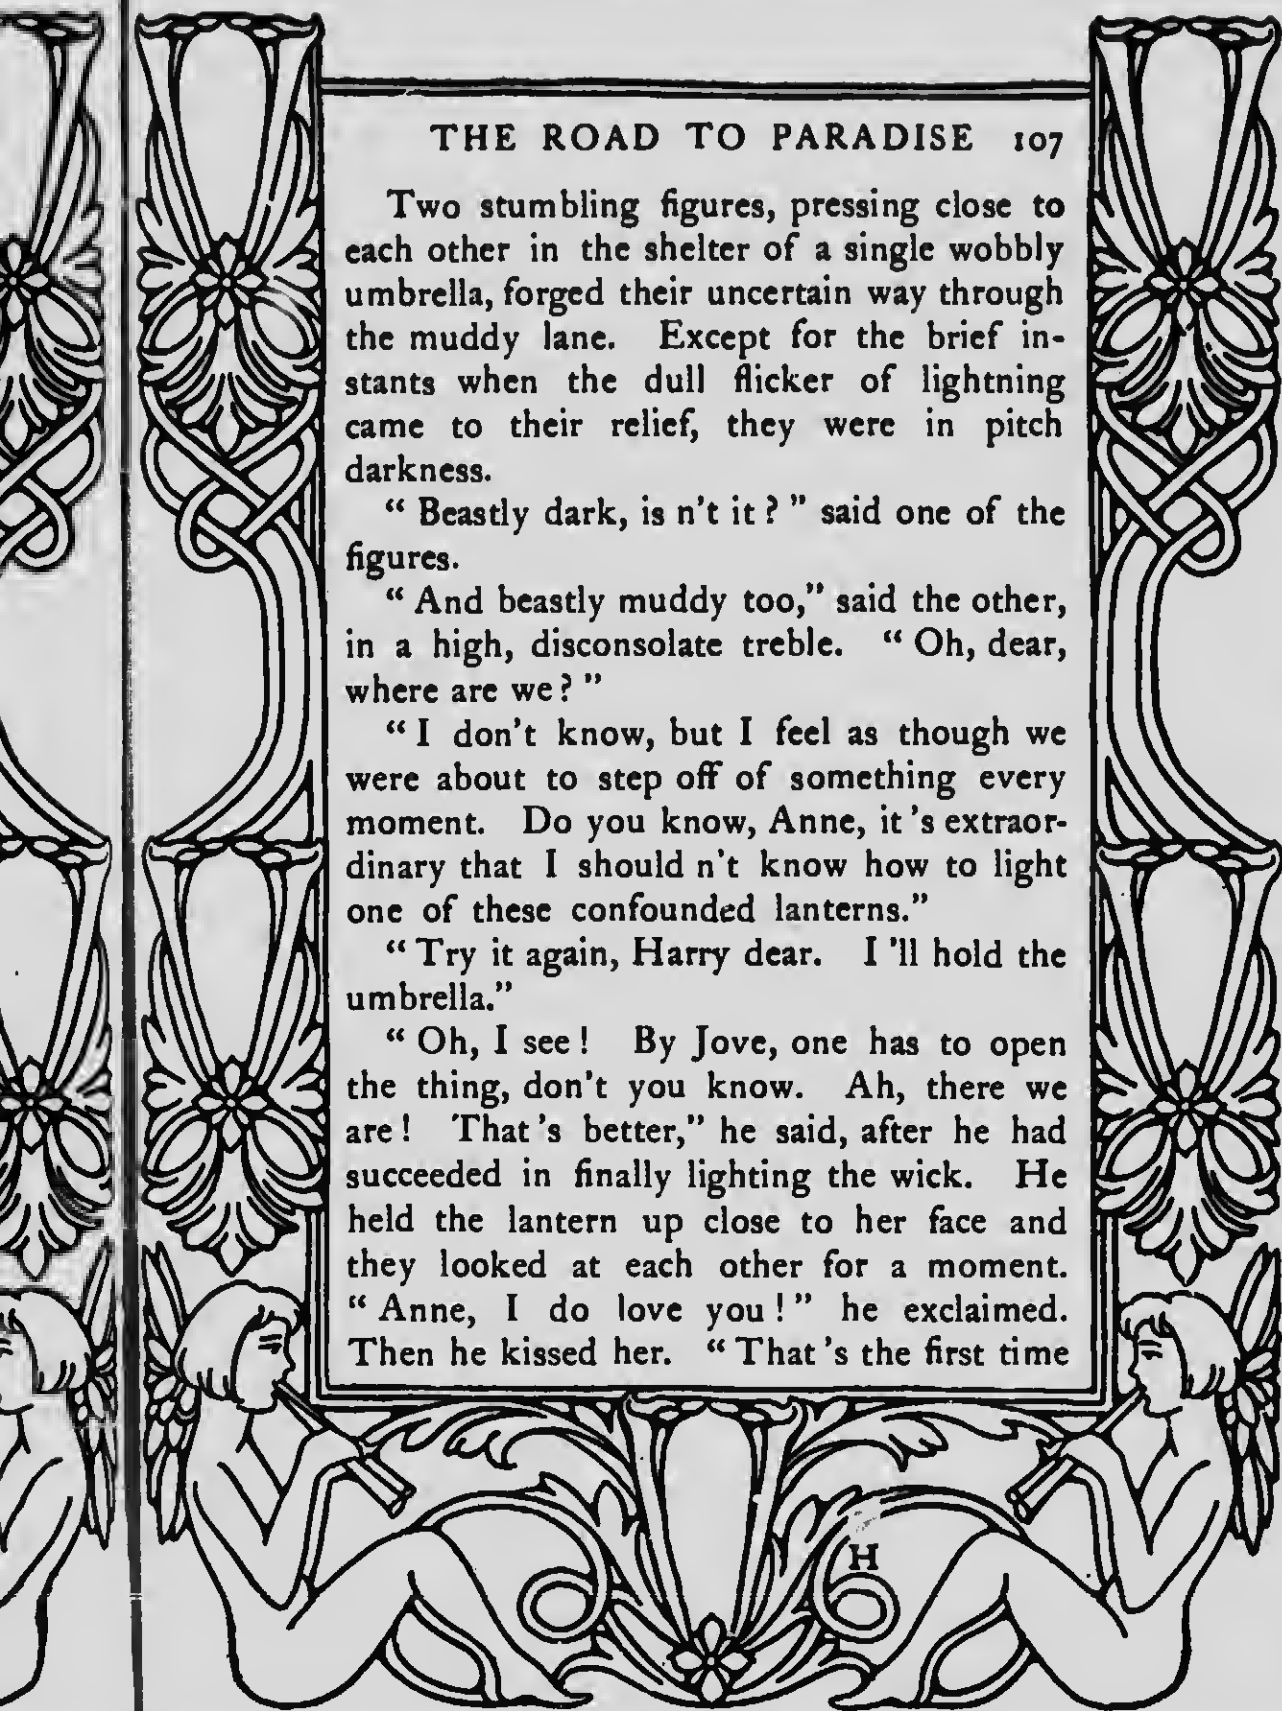 THE ROAD TO PARADISE 107
Two stumbling figures, pressing close to
each other in the shelter of a single wobbly
umbrella, forged their uncertain way through
the muddy lane. Except for the brief in-
stants when the dull flicker of lightning
came to their relief, they were in pitch
darkness.
“ Beastly dark, is n't it ? ” said one of the
figures.
“ And beastly muddy too,” said the other,
in a high, disconsolate treble. “ Oh, dear,
where are we ? ”
“ I don't know, but I feel as though we
were about to step off of something every
moment. Do you know, Anne, it 's extraor-
dinary that I should n't know how to light
one of these confounded lanterns.”
“ Try it again, Harry dear. I 'll hold the
umbrella.”
“ Oh, I see ! By Jove, one has to open
the thing, don't you know. Ah, there we
are ! That 's better,” he said, after he had
succeeded in finally lighting the wick. He
held the lantern up close to her face and
they looked at each other for a moment.
“ Anne, I do love you ! ” he exclaimed.
Then he kissed her. “ That 's the first time
H